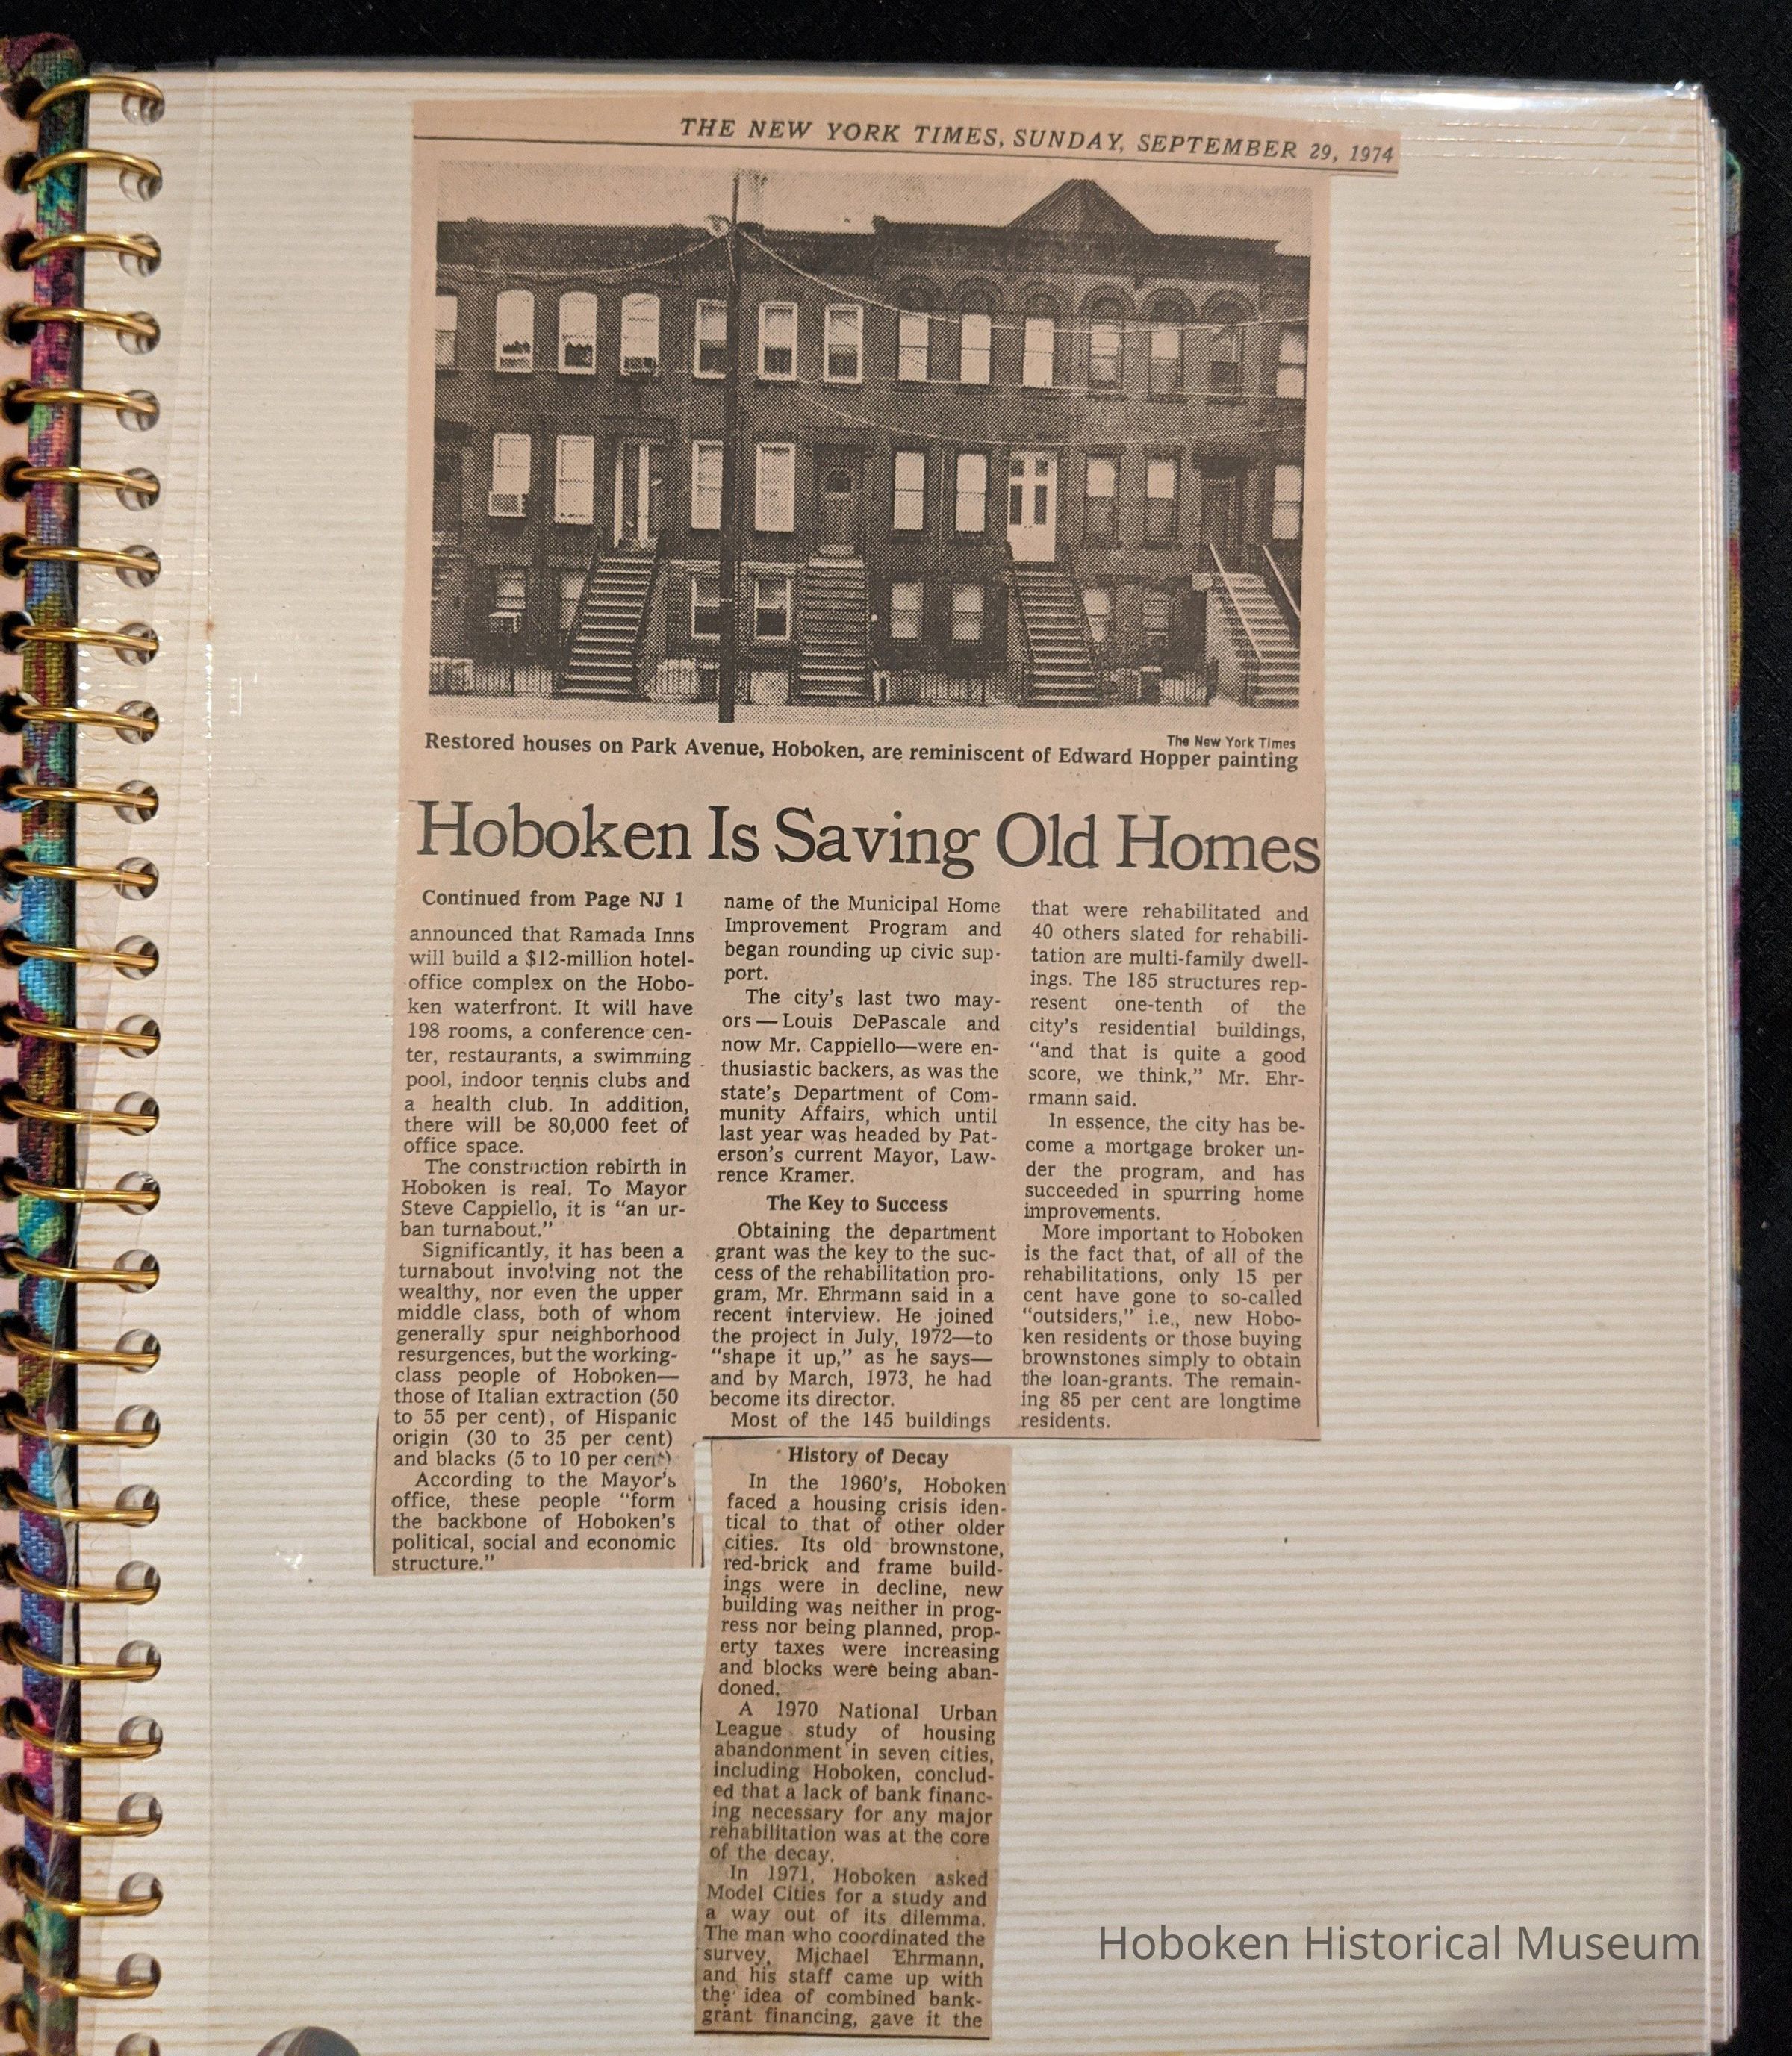 THE NEW YORK TIMES, SUNDAY, SEPTEMBER 29, 1974
The New York Times
Restored houses on Park Avenue, Hoboken, are reminiscent of Edward Hopper painting
Hoboken Is Saving Old Homes
Continued from Page NJ 1
announced that Ramada Inns
will build a $12-million hotel-
office complex on the Hobo-
ken waterfront. It will have
198 rooms, a conference cen-
ter, restaurants, a swimming
pool, indoor tennis clubs and
a health club. In addition,
there will be 80,000 feet of
office space.
The construction rebirth in
Hoboken is real. To Mayor
Steve Cappiello, it is “an ur-
ban turnabout.”
Significantly, it has been a
turnabout involving not the
wealthy, nor even the upper
middle class, both of whom
generally spur neighborhood
resurgences, but the working-
class people of Hoboken—
those of Italian extraction (50
to 55 per cent), of Hispanic
origin (30 to 35 per cent)
and blacks (5 to 10 per cent)
According to the Mayor's
office, these people “form
the backbone of Hoboken's
political, social and economic
structure.”
History of Decay
In the 1960's, Hoboken
faced a housing crisis iden-
tical to that of other older
cities. Its old brownstone,
red-brick and frame build-
ings were in decline, new
building was neither in prog-
ress nor being planned, prop-
erty taxes were increasing
and blocks were being aban-
doned.
A 1970 National Urban
League study of housing
abandonment in seven cities,
including Hoboken, conclud-
ed that a lack of bank financ-
ing necessary for any major
rehabilitation was at the core
of the decay.
In 1971, Hoboken asked
Model Cities for a study and
a way out of its dilemma.
The man who coordinated the
survey, Michael Ehrmann,
and his staff came up with
the idea of combined bank-
grant financing, gave it the
name of the Municipal Home
Improvement Program and
began rounding up civic sup-
port.
The city's last two may-
ors—Louis DePascale and
now Mr. Cappiello—were en-
thusiastic backers, as was the
state's Department of Com-
munity Affairs, which until
last year was headed by Pat-
erson's current Mayor, Law-
rence Kramer.
The Key to Success
Obtaining the department
grant was the key to the suc-
cess of the rehabilitation pro-
gram, Mr. Ehrmann said in a
recent interview. He joined
the project in July, 1972—to
“shape it up,” as he says—
and by March, 1973, he had
become its director.
Most of the 145 buildings
that were rehabilitated and
40 others slated for rehabili-
tation are multi-family dwell-
ings. The 185 structures rep-
resent one-tenth of the
city's residential buildings,
“and that is quite a good
score, we think,” Mr. Ehr-
rmann said.
In essence, the city has be-
come a mortgage broker un-
der the program, and has
succeeded in spurring home
improvements.
More important to Hoboken
is the fact that, of all of the
rehabilitations, only 15 per
cent have gone to so-called
“outsiders,” i.e., new Hobo-
ken residents or those buying
brownstones simply to obtain
the loan-grants. The remain-
ing 85 per cent are longtime
residents.
Hoboken Historical Museum